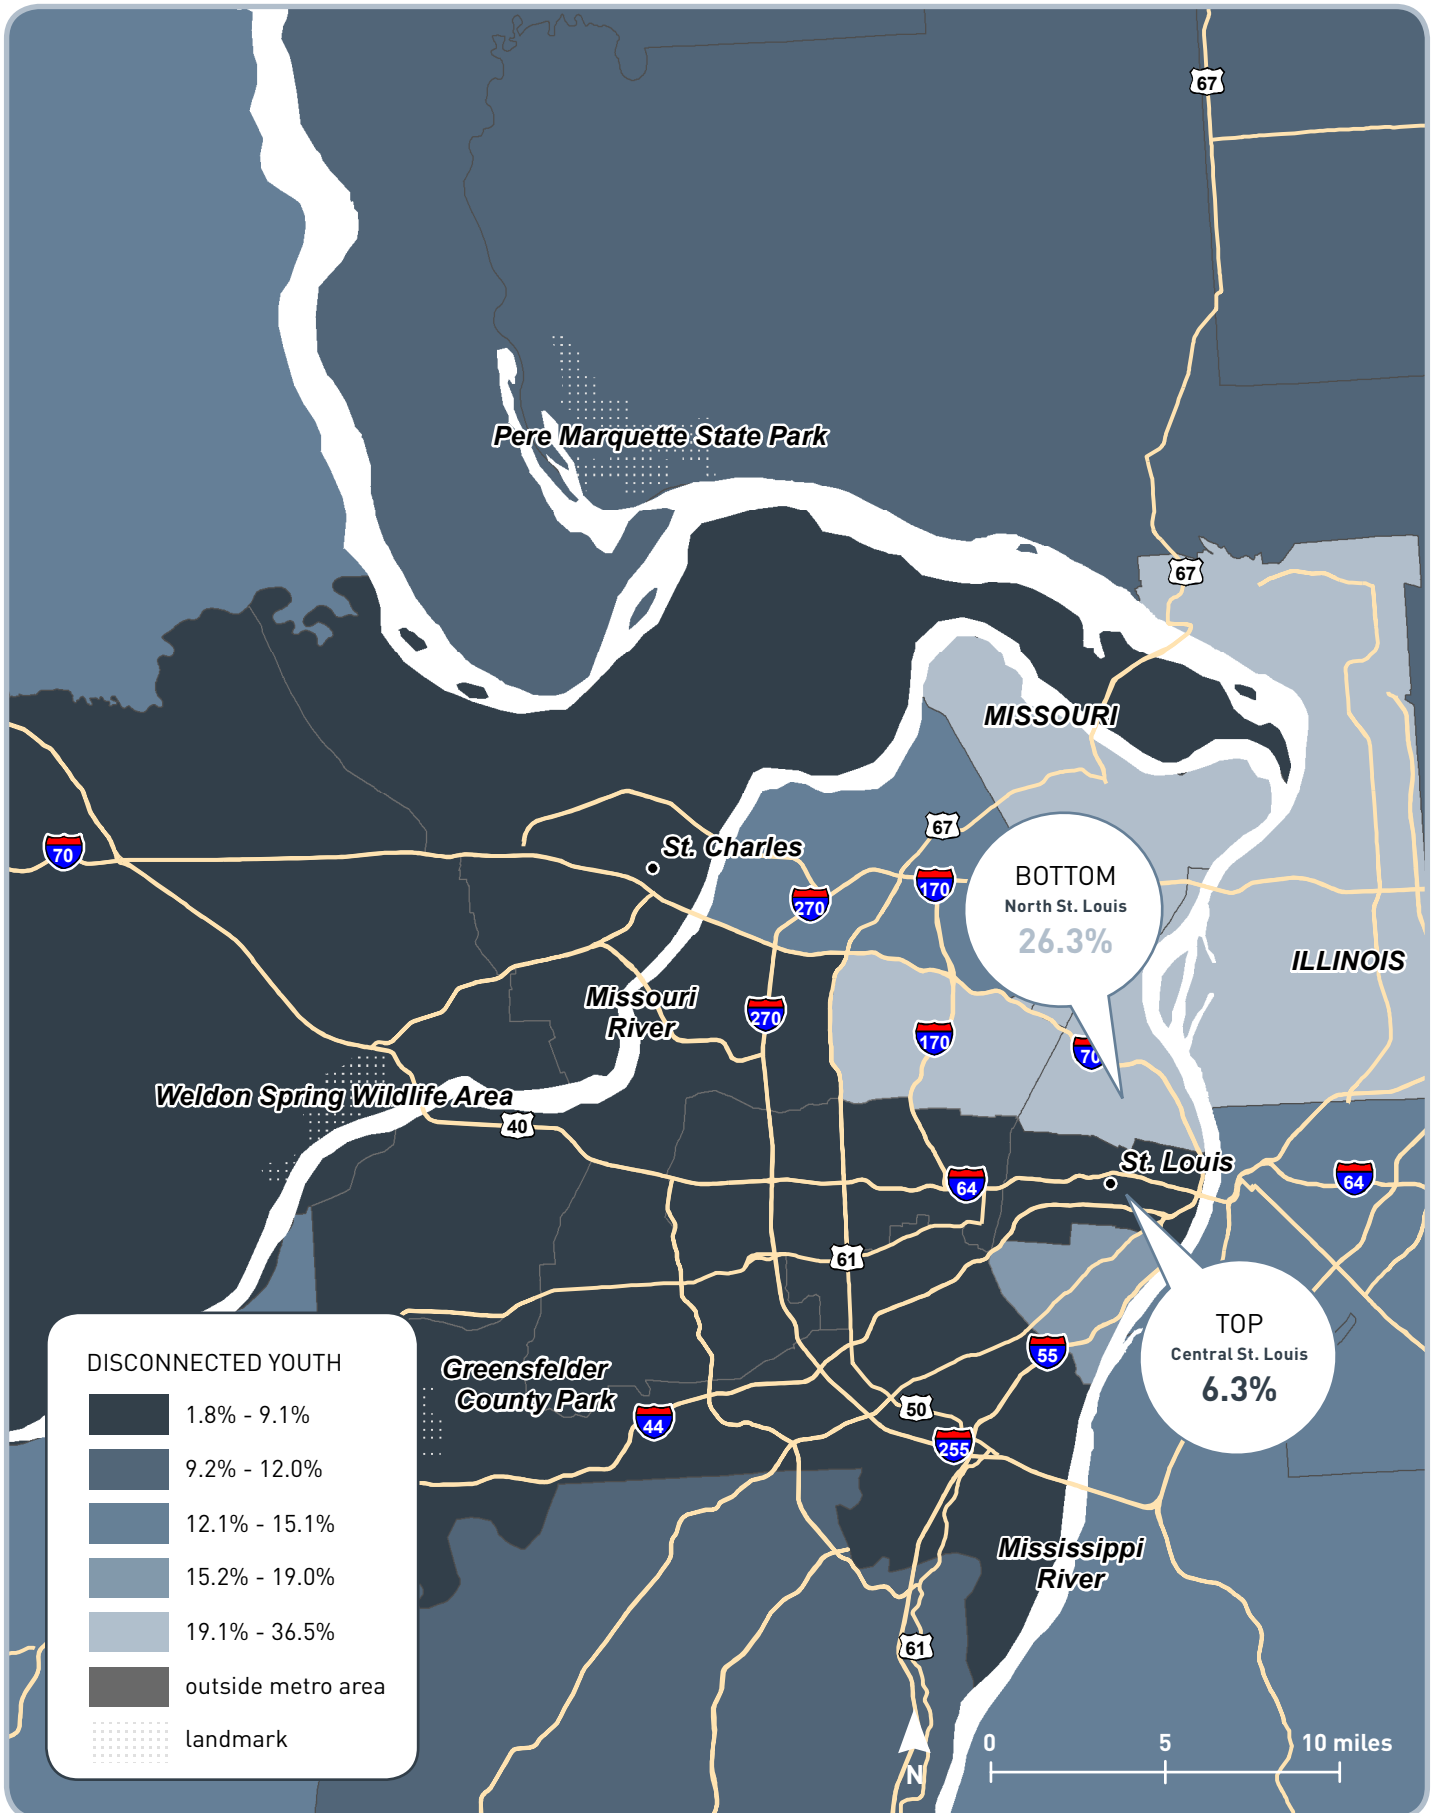 67
Pere Marquette State Park
67
MISSOURI
67
St. Charles
70
270
170
BOTTOM
North St. Louis
26.3%
ILLINOIS
Missouri
River
270
170
70
Weldon Spring Wildlife Area
40
St. Louis
64
64
61
TOP
Central St. Louis
6.3%
55
Greensfelder
County Park
44
50
255
Mississippi
River
61
DISCONNECTED YOUTH
1.8% - 9.1%
9.2% - 12.0%
12.1% - 15.1%
15.2% - 19.0%
19.1% - 36.5%
outside metro area
landmark
N
0 5 10 miles